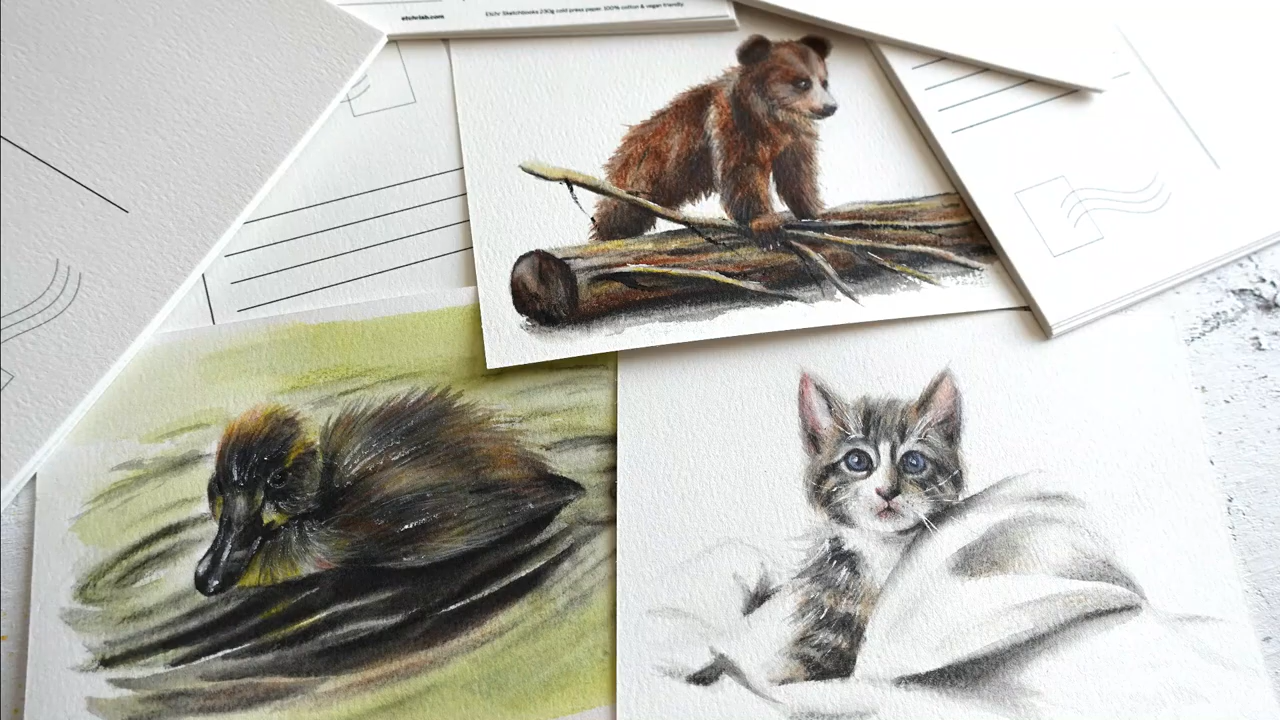 etchrlab.com
Etchr Sketchbooks 230g cold press paper 100% cotton & vegan friendly